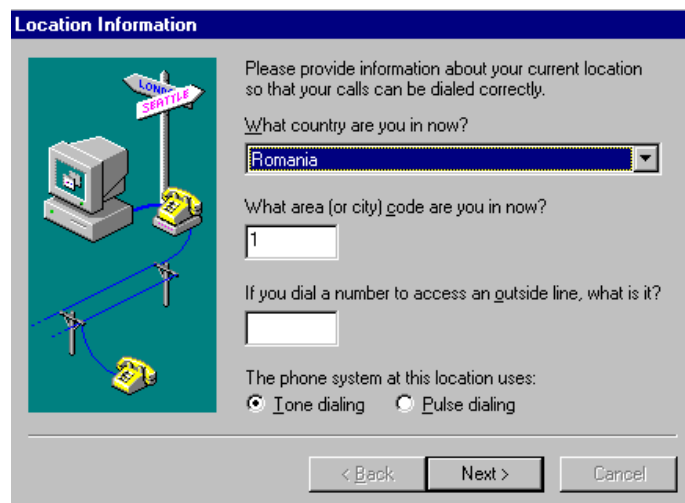 Location Information
LONDO
SEATTLE
Please provide information about your current location
so that your calls can be dialed correctly.
What country are you in now?
Romania
What area (or city) code are you in now?
1
If you dial a number to access an outside line, what is it?
The phone system at this location uses:
Tone dialing Pulse dialing
< Back Next > Cancel